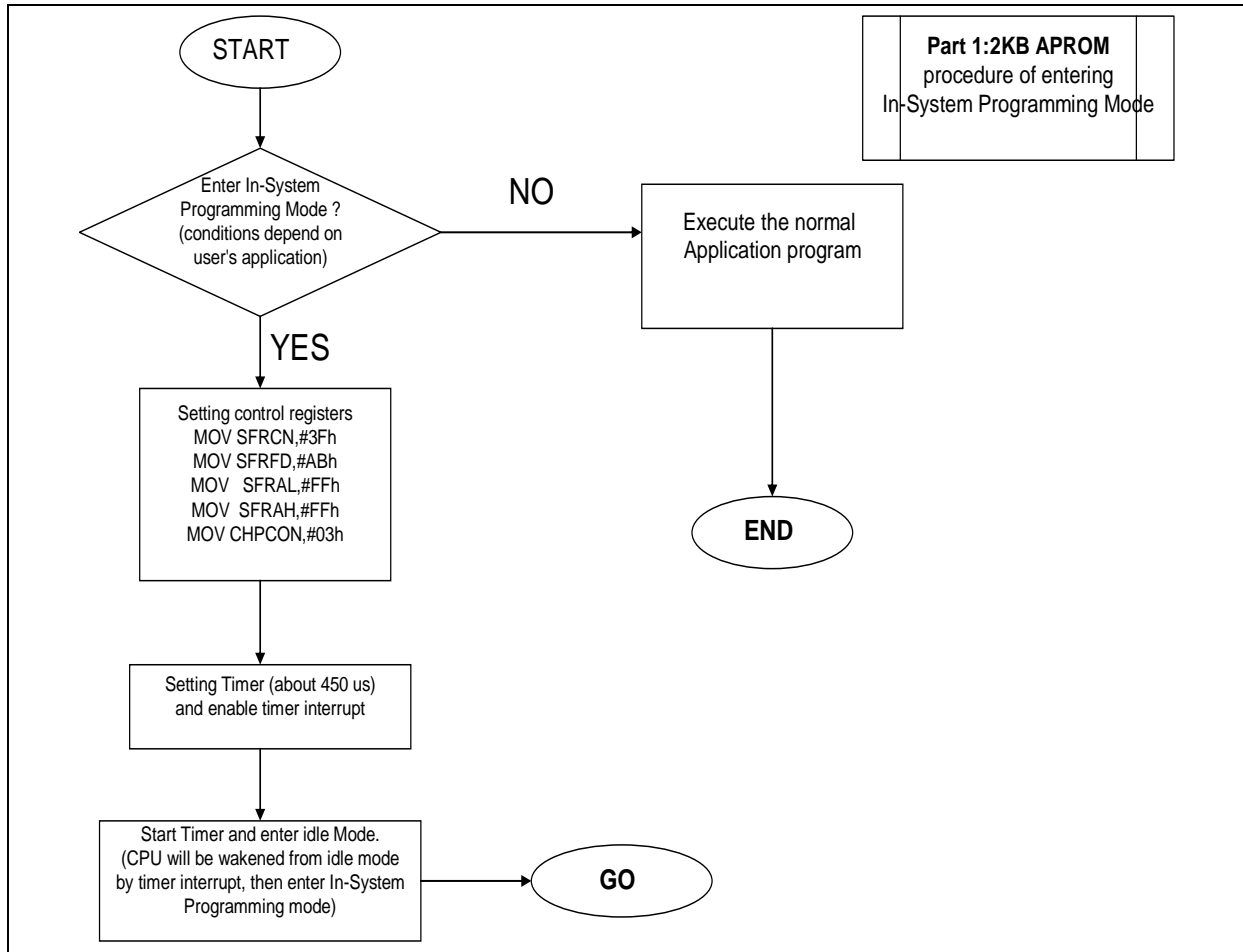 START
Part 1:2KB APROM
procedure of entering
In-System Programming Mode
Enter In-System
Programming Mode ?
(conditions depend on
user's application)
NO
Execute the normal
Application program
YES
Setting control registers
MOV SFRCN,#3Fh
MOV SFRFD,#ABh
MOV SFRAL,#FFh
MOV SFRAH,#FFh
MOV CHPCON,#03h
END
Setting Timer (about 450 us)
and enable timer interrupt
Start Timer and enter idle Mode.
(CPU will be wakened from idle mode
by timer interrupt, then enter In-System
Programming mode)
GO